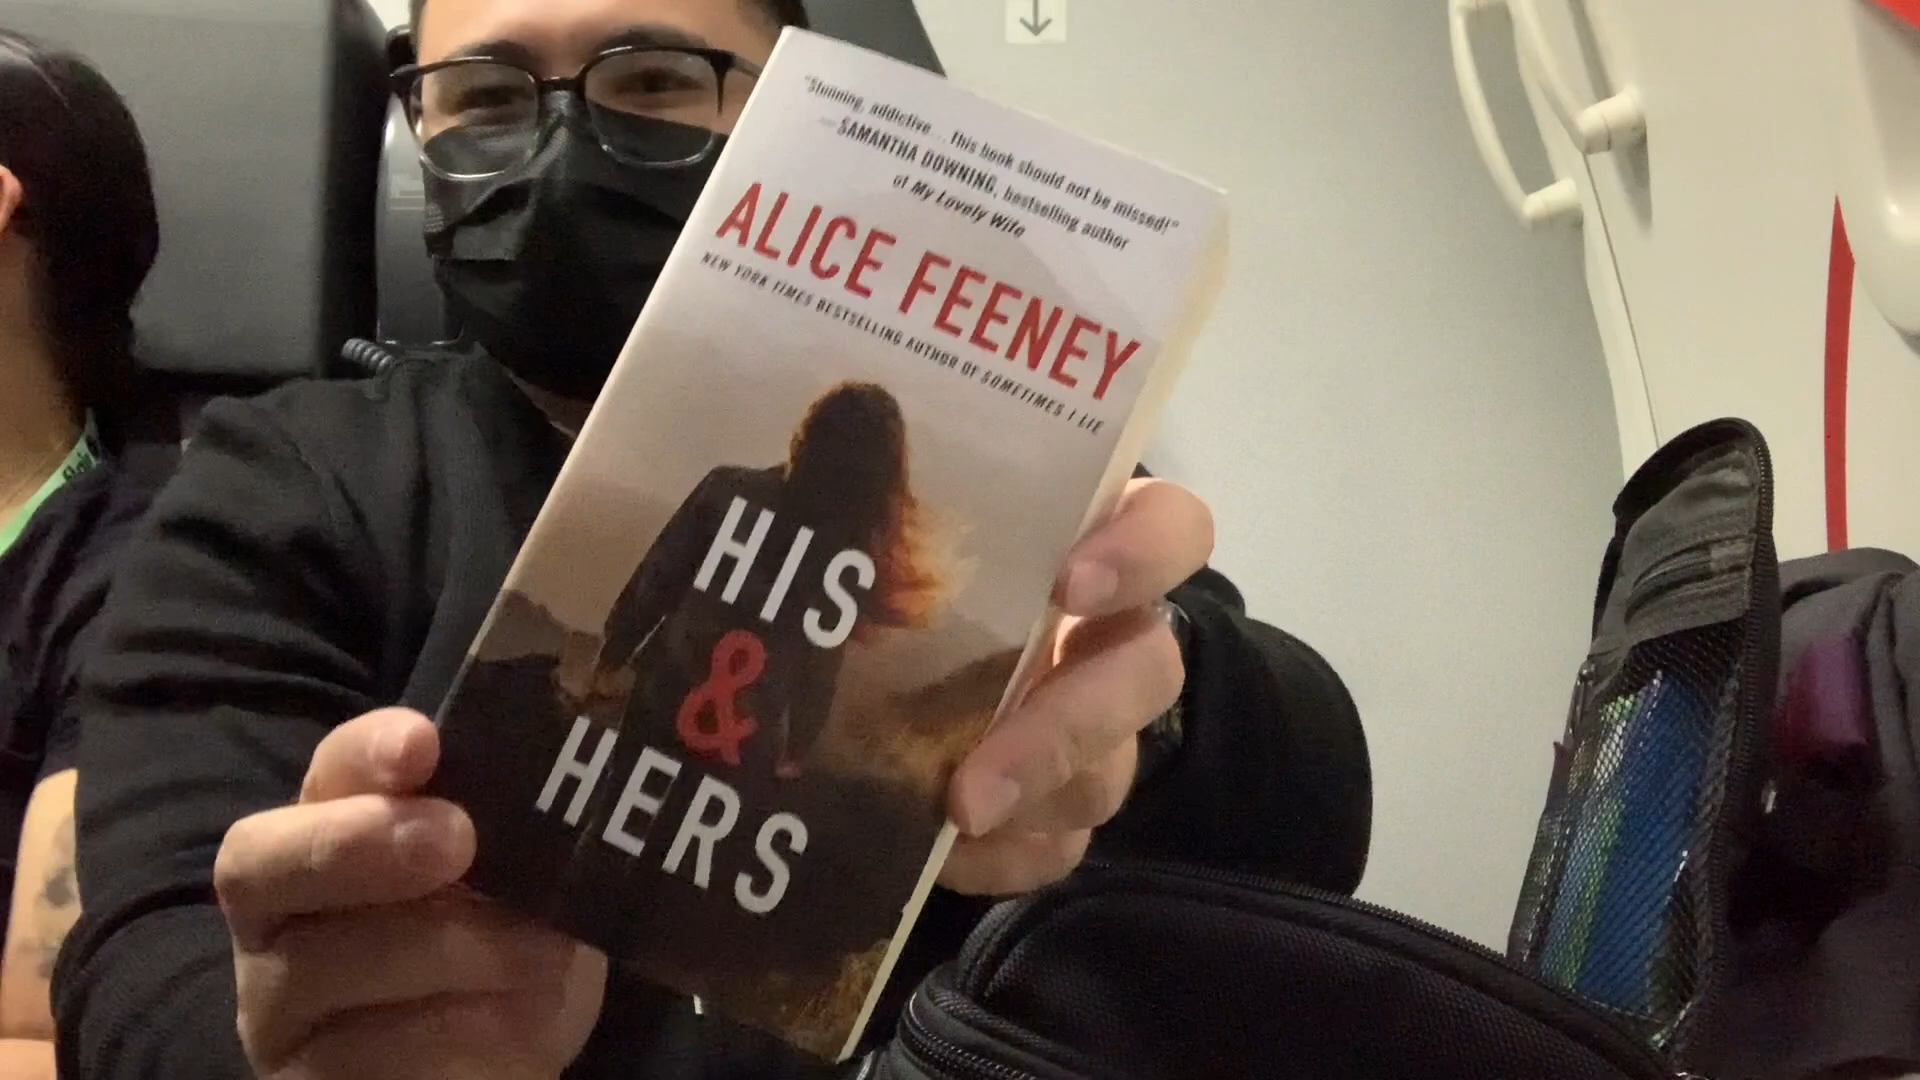 "Stunning, addictive... This book should not be missed!"
—SAMANTHA DOWNING, bestselling author
of My Lovely Wife
ALICE FEENEY
NEW YORK TIMES BESTSELLING AUTHOR OF SOMETIMES I LIE
HIS
&
HERS